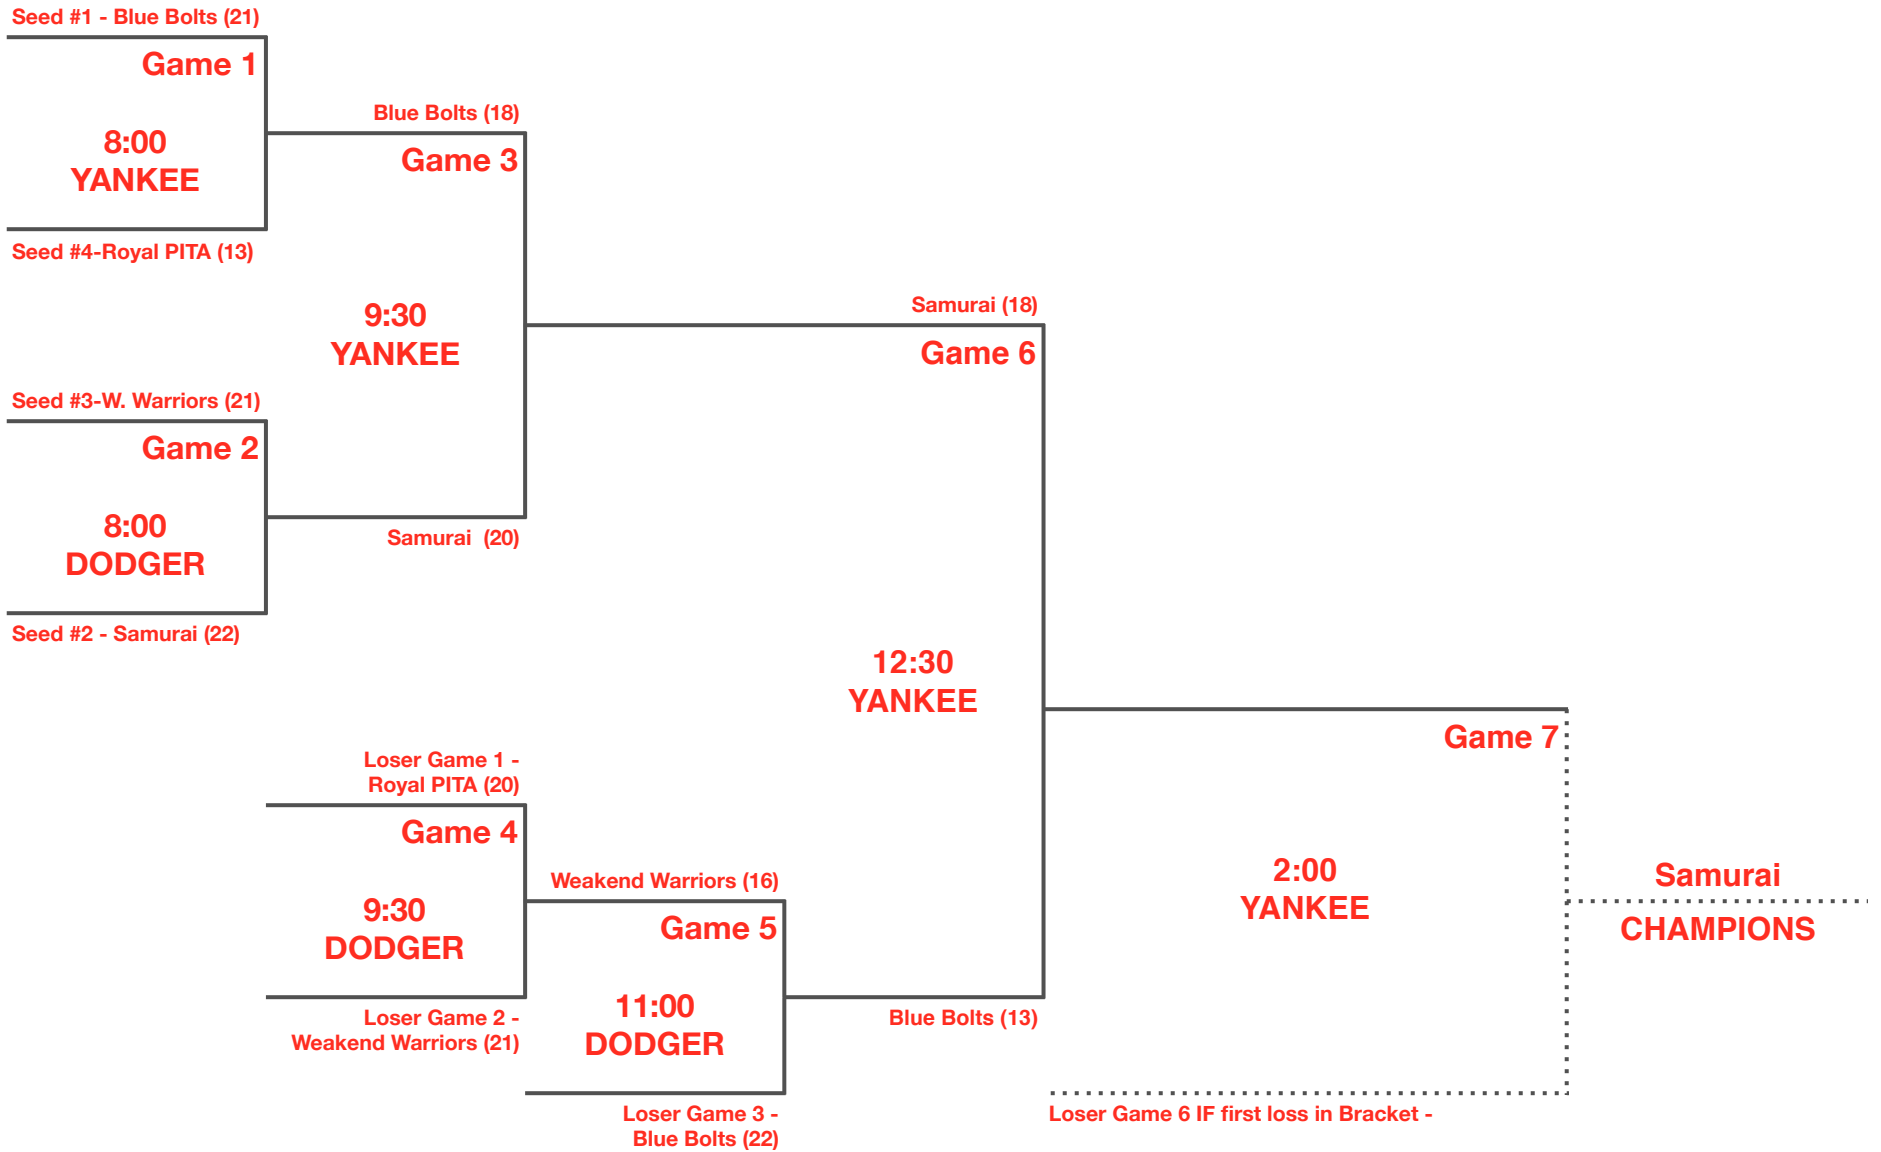 Seed #1 - Blue Bolts (21)
Game 1
8:00
YANKEE
Seed #4-Royal PITA (13)
Blue Bolts (18)
Game 3
9:30
YANKEE
Seed #3-W. Warriors (21)
Game 2
8:00
DODGER
Seed #2 - Samurai (22)
Samurai  (20)
Samurai (18)
Game 6
12:30
YANKEE
Loser Game 1 -
Royal PITA (20)
Game 4
9:30
DODGER
Loser Game 2 -
Weakend Warriors (21)
Weakend Warriors (16)
Game 5
11:00
DODGER
Loser Game 3 -
Blue Bolts (22)
Blue Bolts (13)
Game 7
2:00
YANKEE
Loser Game 6 IF first loss in Bracket -
Samurai
CHAMPIONS